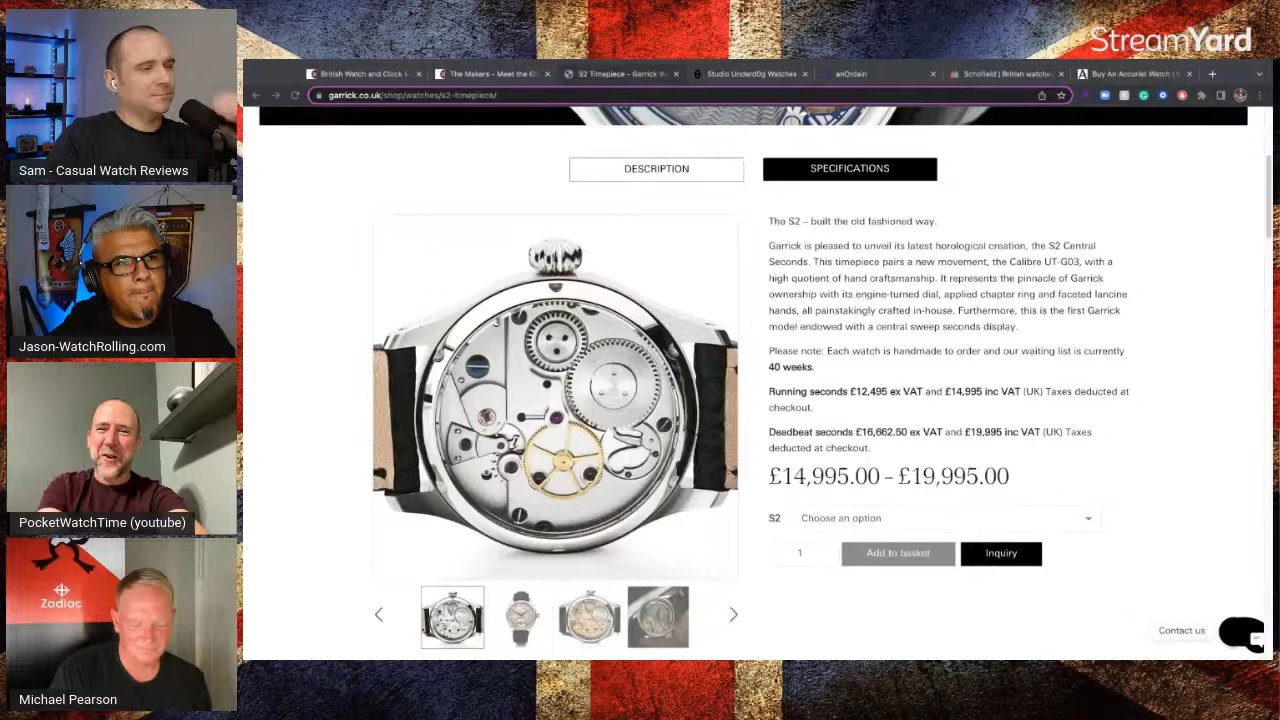 StreamYard
British Watch and Clock
The Makers - Meet the
S2 Timepiece - Garrick W
Studio Underd0g Watches
anOrdain
Schofield | British watche
Buy An Accurist Watch |
garrick.co.uk/shop/watches/s2-timepiece/
DESCRIPTION
SPECIFICATIONS
The S2 – built the old fashioned way.
Garrick is pleased to unveil its latest horological creation, the S2 Central
Seconds. This timepiece pairs a new movement, the Calibre UT-G03, with a
high quotient of hand craftsmanship. It represents the pinnacle of Garrick
ownership with its engine-turned dial, applied chapter ring and faceted lancine
hands, all painstakingly crafted in-house. Furthermore, this is the first Garrick
model endowed with a central sweep seconds display.
Please note: Each watch is handmade to order and our waiting list is currently
40 weeks.
Running seconds £12,495 ex VAT and £14,995 inc VAT (UK) Taxes deducted at
checkout.
Deadbeat seconds £16,662.50 ex VAT and £19,995 inc VAT (UK) Taxes
deducted at checkout.
£14,995.00 – £19,995.00
S2 Choose an option
1 Add to basket Inquiry
Contact us
Sam - Casual Watch Reviews
Jason-WatchRolling.com
PocketWatchTime (youtube)
Zodiac
Michael Pearson